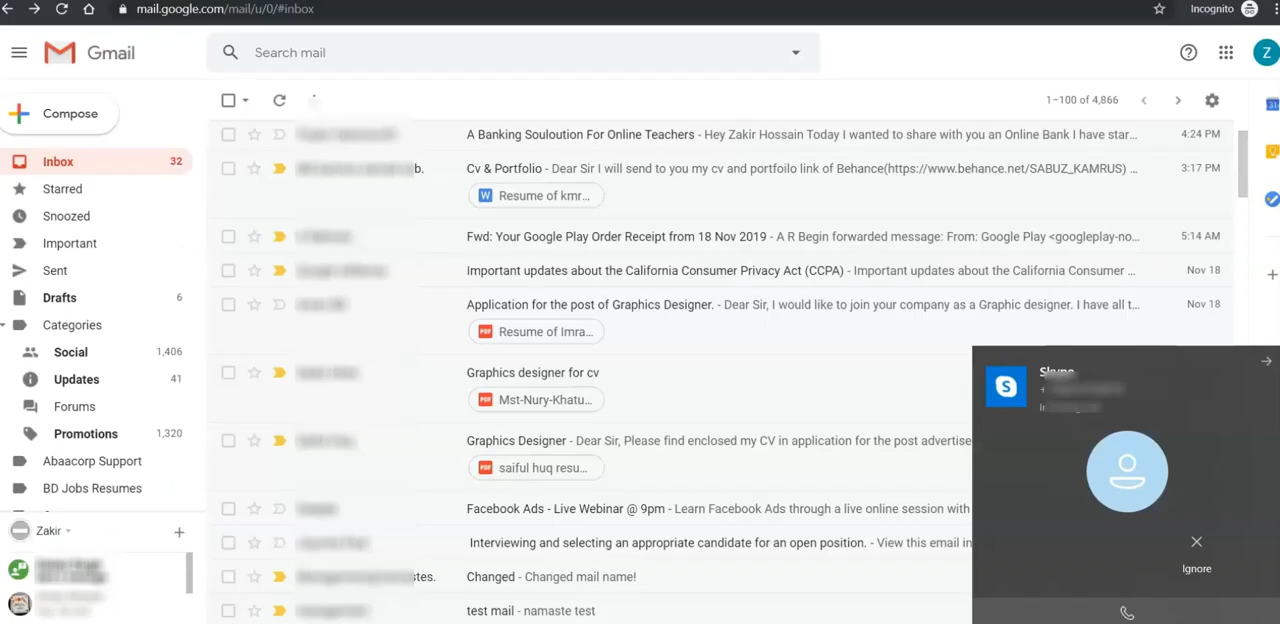 mail.google.com/mail/u/0/#inbox
Incognito
Gmail
Search mail
Z
Compose
1–100 of 4,866
31
Inbox 32
Starred
Snoozed
Important
Sent
Drafts 6
Categories
Social 1,406
Updates 41
Forums
Promotions 1,320
Abaacorp Support
BD Jobs Resumes
Zakir
A Banking Souloution For Online Teachers - Hey Zakir Hossain Today I wanted to share with you an Online Bank I have star… 4:24 PM
b. Cv & Portfolio - Dear Sir I will send to you my cv and portfoilo link of Behance(https://www.behance.net/SABUZ_KAMRUS) … 3:17 PM
W Resume of kmr…
Fwd: Your Google Play Order Receipt from 18 Nov 2019 - A R Begin forwarded message: From: Google Play <googleplay-no… 5:14 AM
Important updates about the California Consumer Privacy Act (CCPA) - Important updates about the California Consumer … Nov 18
Application for the post of Graphics Designer. - Dear Sir, I would like to join your company as a Graphic designer. I have all t… Nov 18
PDF Resume of Imra…
Graphics designer for cv
PDF Mst-Nury-Khatu…
Graphics Designer - Dear Sir, Please find enclosed my CV in application for the post advertise
PDF saiful huq resu…
Facebook Ads - Live Webinar @ 9pm - Learn Facebook Ads through a live online session with
Interviewing and selecting an appropriate candidate for an open position. - View this email in
tes. Changed - Changed mail name!
test mail - namaste test
Skype
Ignore